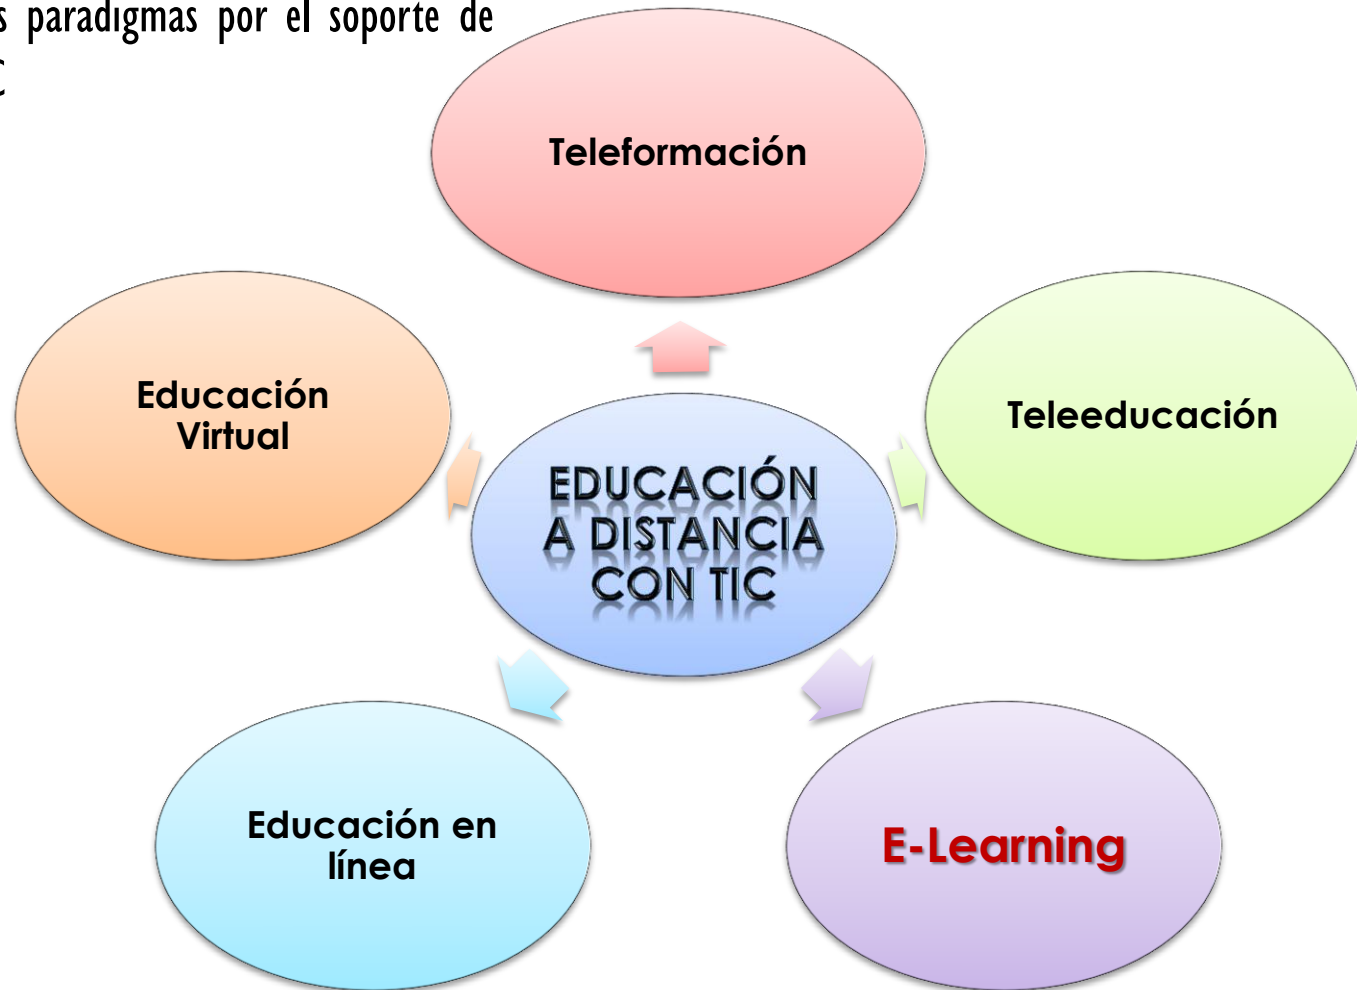 paradigmas por el soporte de
Teleformación
Educación
Virtual
Teleeducación
EDUCACIÓN
A DISTANCIA
CON TIC
Educación en
línea
E-Learning